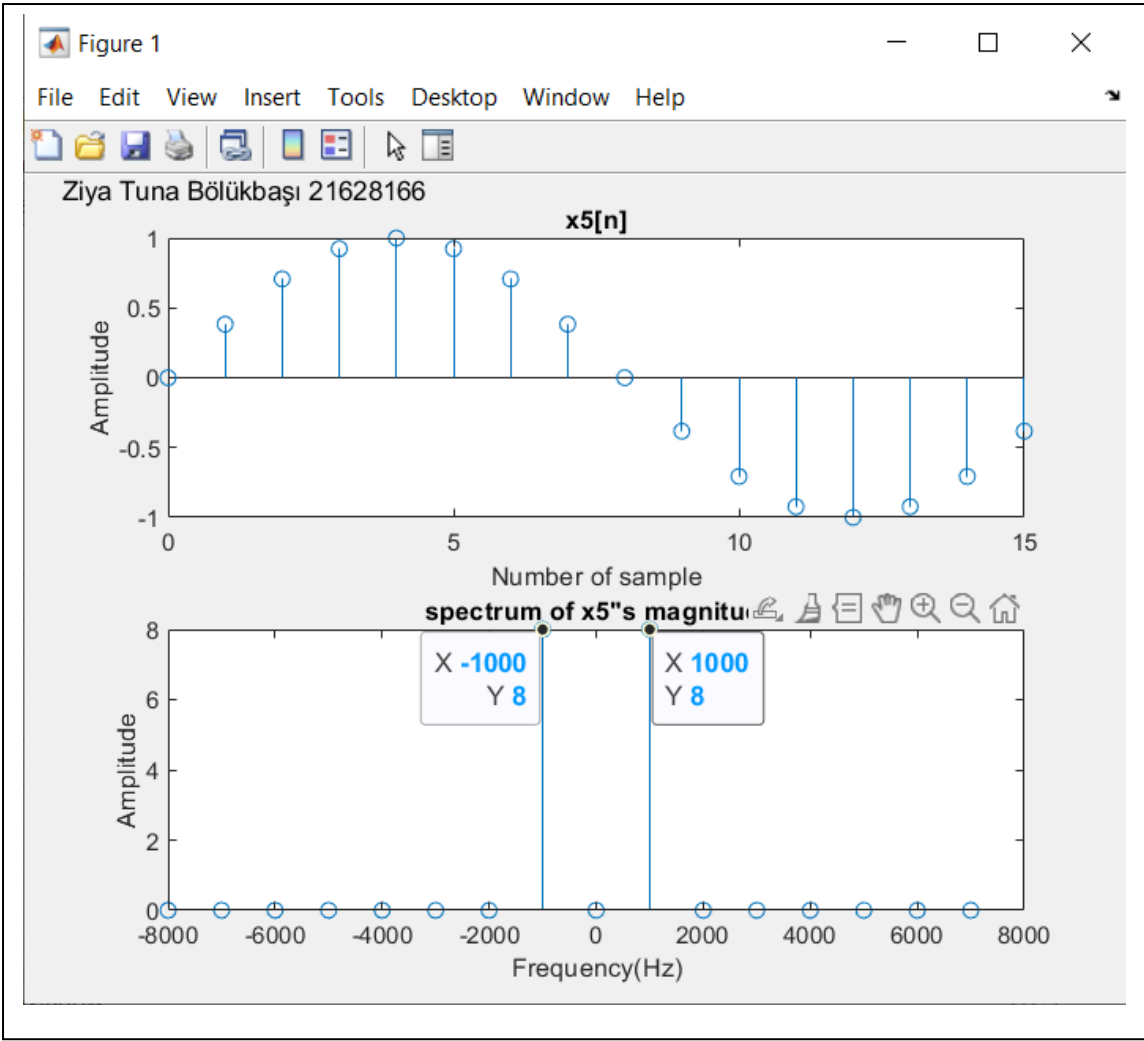 Figure 1
File Edit View Insert Tools Desktop Window Help
Ziya Tuna Bölükbaşı 21628166
x5[n]
1
0.5
0
-0.5
-1
Amplitude
0 5 10 15
Number of sample
spectrum of x5"s magnitu
8
6
4
2
0
Amplitude
X -1000
Y 8
X 1000
Y 8
-8000 -6000 -4000 -2000 0 2000 4000 6000 8000
Frequency(Hz)